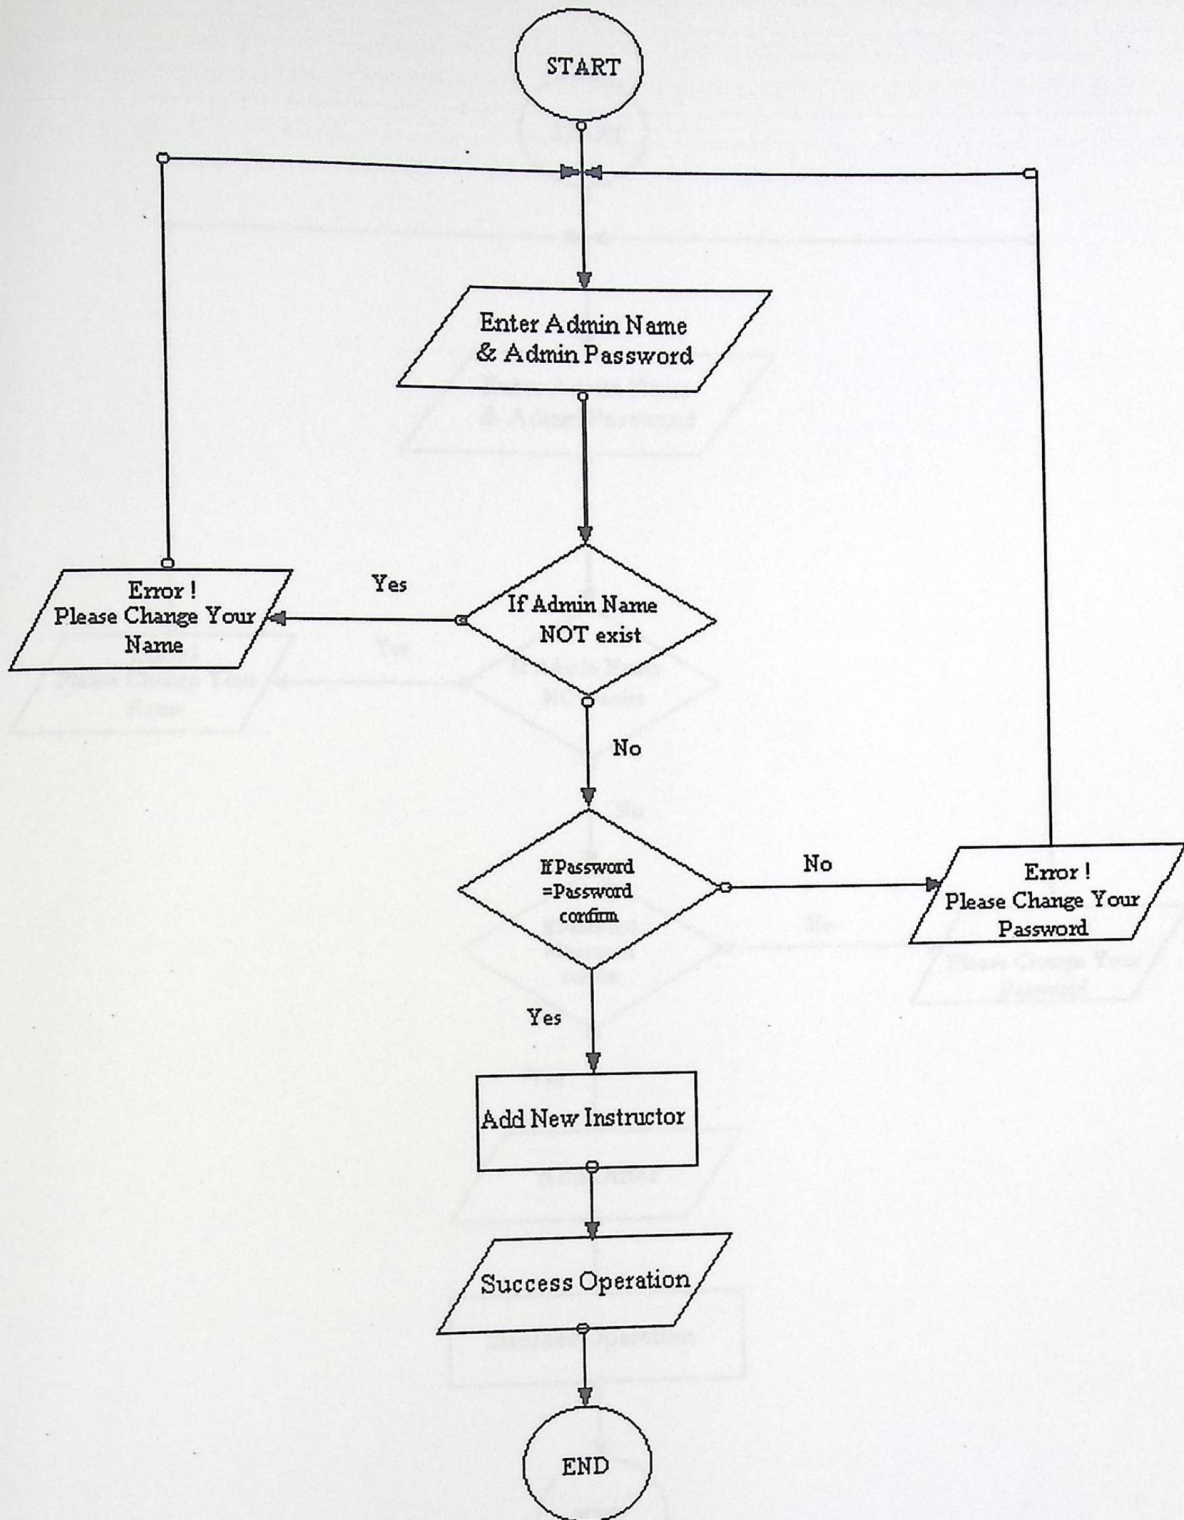 START
Enter Admin Name
& Admin Password
If Admin Name
NOT exist
Yes
Error !
Please Change Your
Name
No
If Password
=Password
confirm
No
Error !
Please Change Your
Password
Yes
Add New Instructor
Success Operation
END